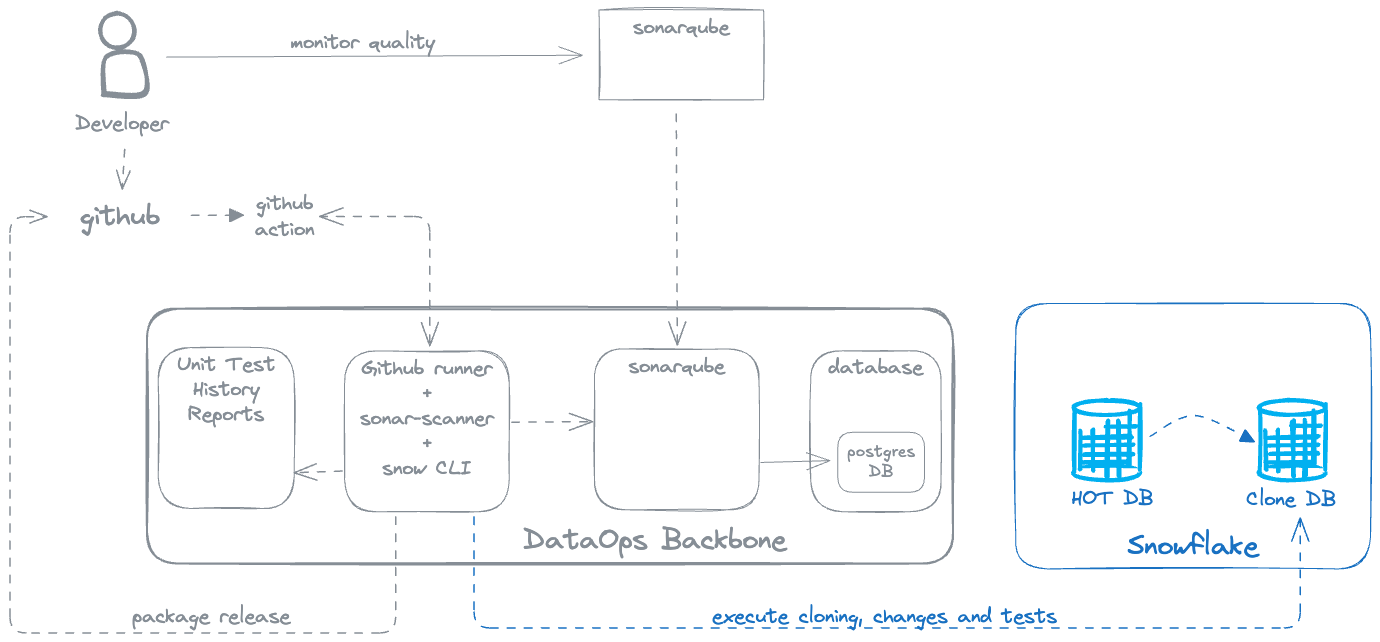 sonarqube
monitor quality
Developer
github
github
action
Unit Test
History
Reports
Github runner
+
sonar-scanner
+
snow CLI
sonarqube
database
postgres
DB
DataOps Backbone
HOT DB
Clone DB
Snowflake
package release
execute cloning, changes and tests